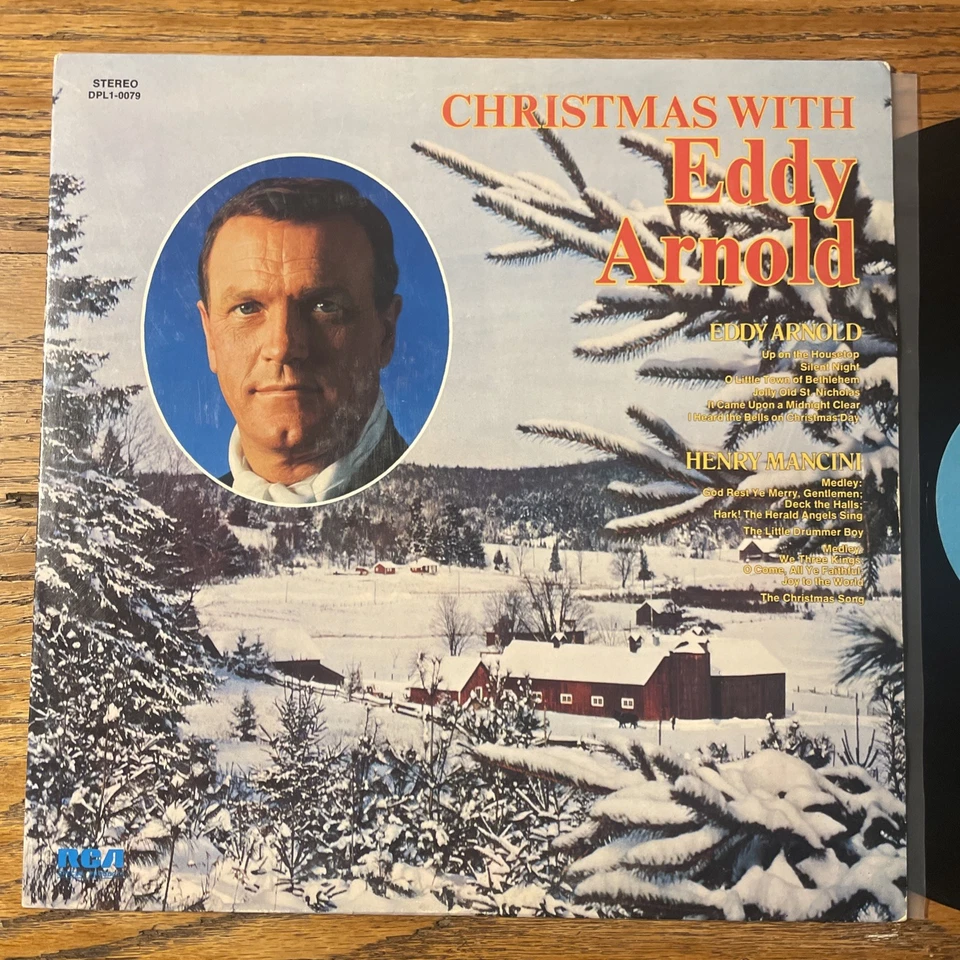 STEREO
DPL1-0079
CHRISTMAS WITH
Eddy
Arnold
EDDY ARNOLD
Up on the Housetop
Silent Night
O Little Town of Bethlehem
Jolly Old St. Nicholas
It Came Upon a Midnight Clear
I Heard the Bells on Christmas Day
HENRY MANCINI
Medley:
God Rest Ye Merry, Gentlemen;
Deck the Halls;
Hark! The Herald Angels Sing
The Little Drummer Boy
Medley:
We Three Kings
O Come, All Ye Faithful
Joy to the World
The Christmas Song
RCA